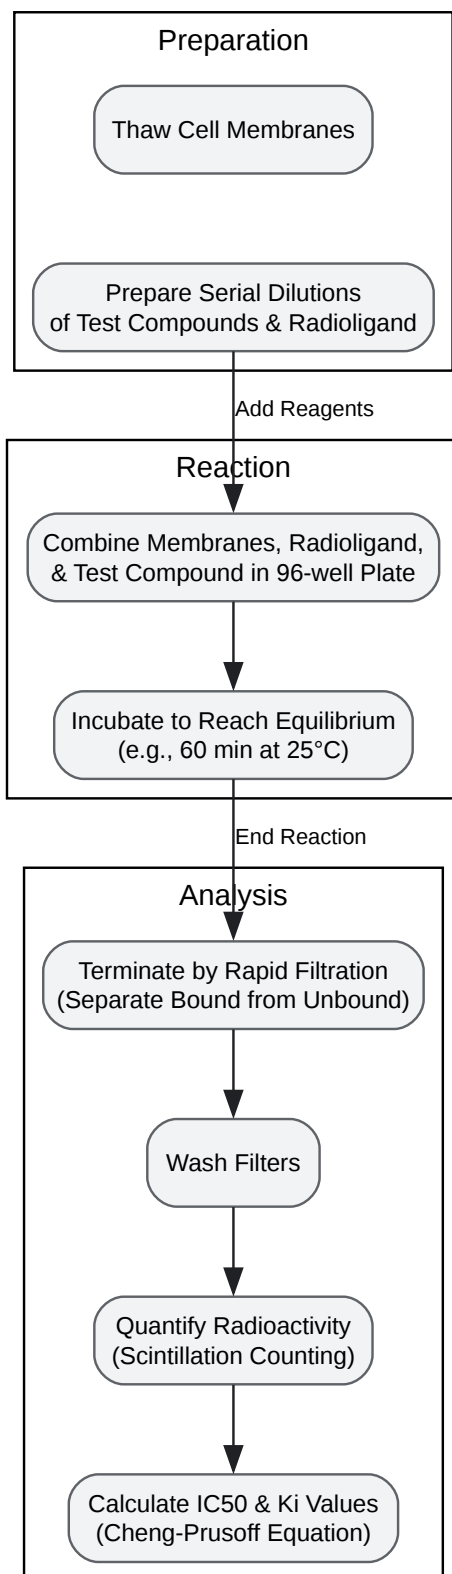 Preparation
Thaw Cell Membranes
Prepare Serial Dilutions
of Test Compounds & Radioligand
Add Reagents
Reaction
Combine Membranes, Radioligand,
& Test Compound in 96-well Plate
Incubate to Reach Equilibrium
(e.g., 60 min at 25°C)
End Reaction
Analysis
Terminate by Rapid Filtration
(Separate Bound from Unbound)
Wash Filters
Quantify Radioactivity
(Scintillation Counting)
Calculate IC50 & Ki Values
(Cheng-Prusoff Equation)